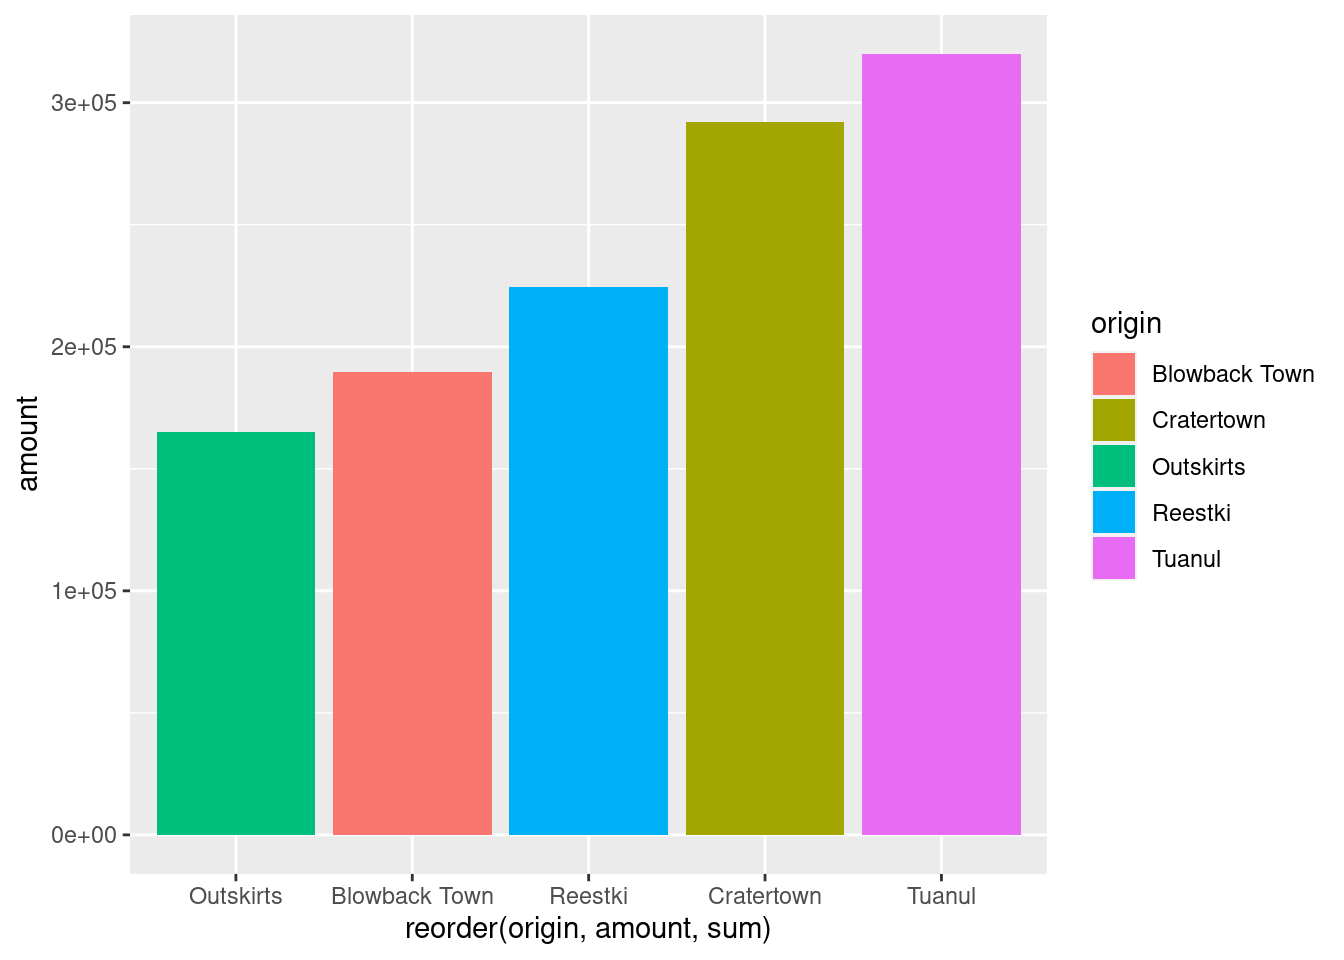 3e+05
2e+05
1e+05
0e+00
amount
Outskirts
Blowback Town
Reestki
Cratertown
Tuanul
reorder(origin, amount, sum)
origin
Blowback Town
Cratertown
Outskirts
Reestki
Tuanul